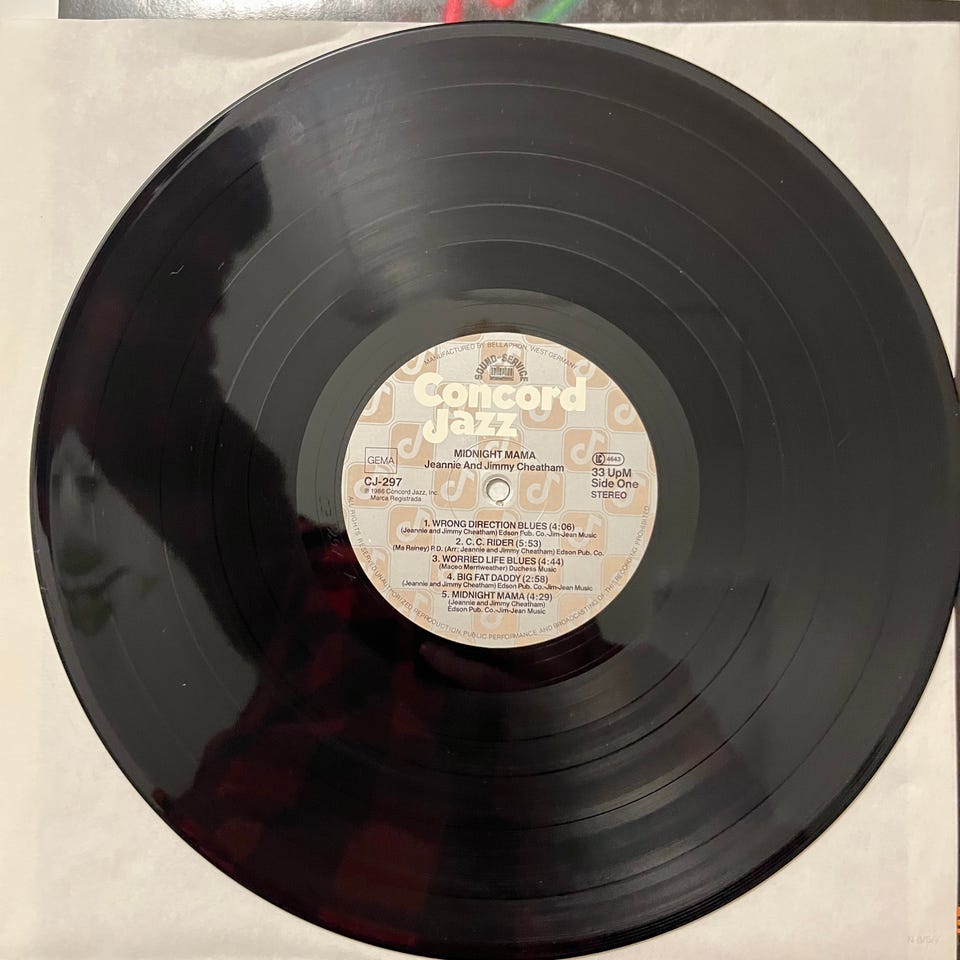 MANUFACTURED BY BELLAPHON, WEST GERMANY
SOUND-SERVICE
bellaphon
Concord
Jazz
MIDNIGHT MAMA
Jeannie And Jimmy Cheatham
GEMA
LC 4643
CJ-297
33 UpM
Side One
STEREO
℗ 1986 Concord Jazz, Inc.
Marca Registrada
1. WRONG DIRECTION BLUES (4:06)
(Jeannie and Jimmy Cheatham) Edson Pub. Co.-Jim-Jean Music
2. C. C. RIDER (5:53)
(Ma Rainey) P.D. (Arr: Jeannie and Jimmy Cheatham) Edson Pub. Co.
3. WORRIED LIFE BLUES (4:44)
(Maceo Merriweather) Duchess Music
4. BIG FAT DADDY (2:58)
(Jeannie and Jimmy Cheatham) Edson Pub. Co.-Jim-Jean Music
5. MIDNIGHT MAMA (4:29)
(Jeannie and Jimmy Cheatham)
Edson Pub. Co.-Jim-Jean Music
ALL RIGHTS RESERVED/UNAUTHORIZED REPRODUCTION, PUBLIC PERFORMANCE AND BROADCASTING OF THIS RECORDING PROHIBITED